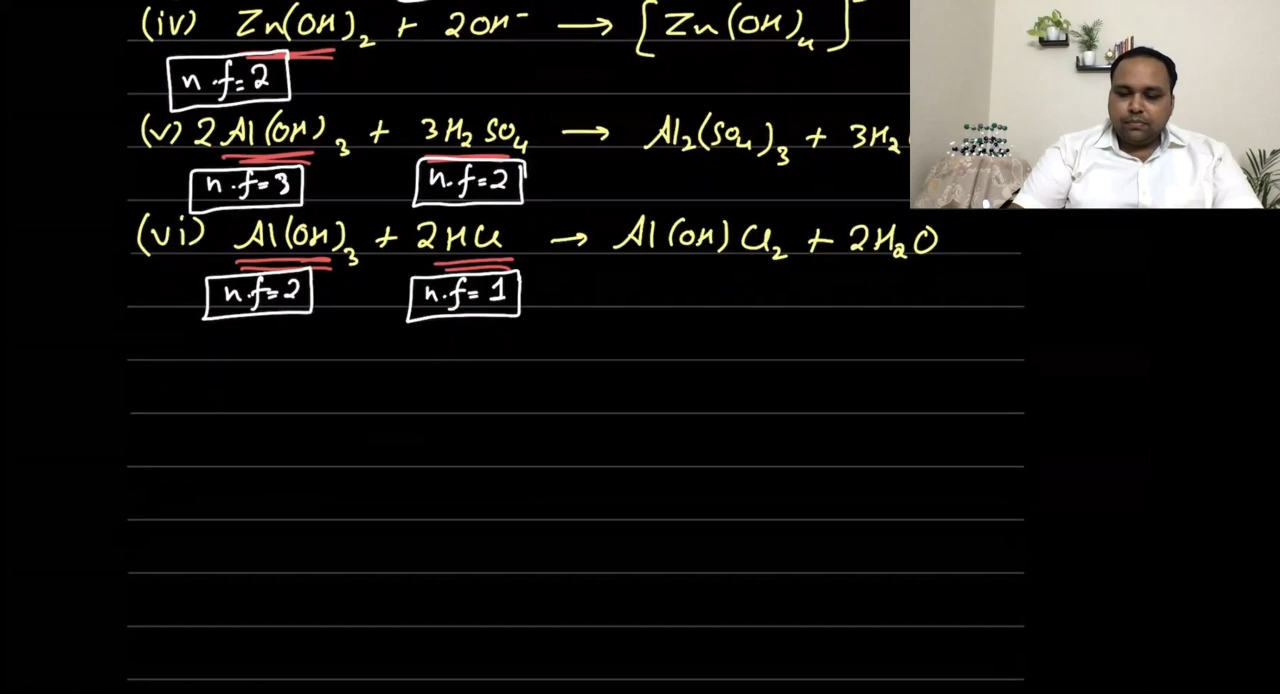 (iv) Zn(OH)₂ + 2OH⁻ → [Zn(OH)₄]
n.f=2
(v) 2Al(OH)₃ + 3H₂SO₄ → Al₂(SO₄)₃ + 3H₂
n.f=3 n.f=2
(vi) Al(OH)₃ + 2HCl → Al(OH)Cl₂ + 2H₂O
n.f=2 n.f=1